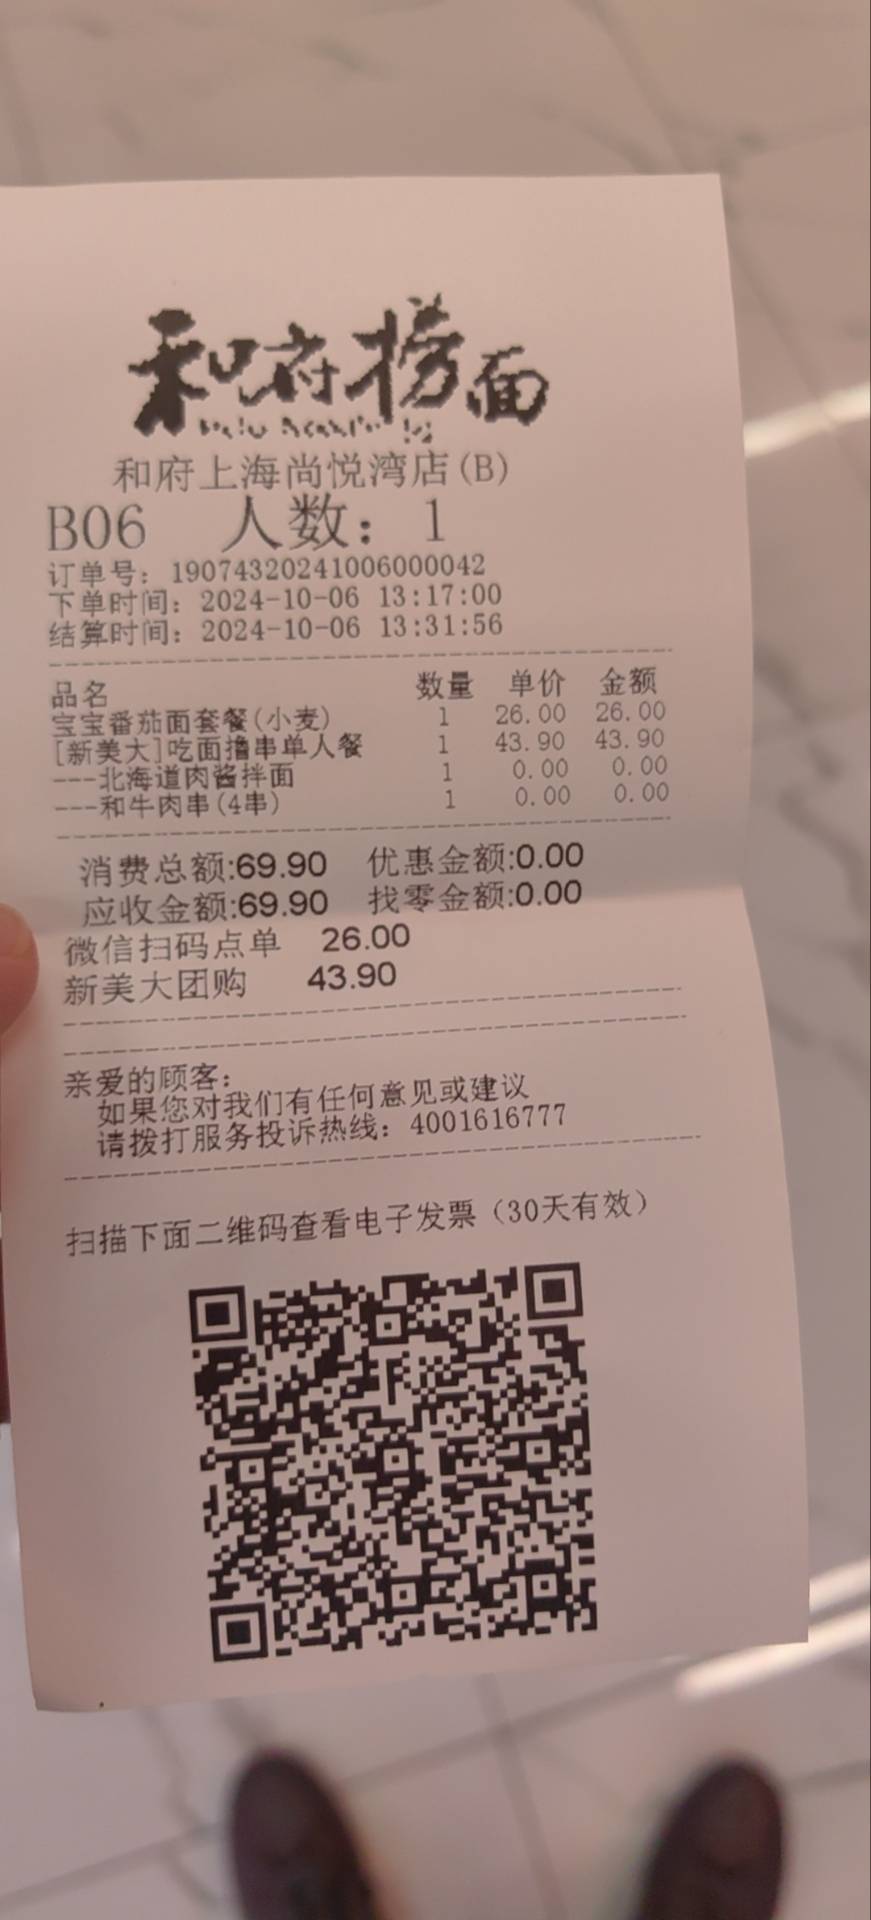 和府捞面
和府上海尚悦湾店(B)
B06 人数：1
订单号：19074320241006000042
下单时间：2024-10-06 13:17:00
结算时间：2024-10-06 13:31:56
品名 数量 单价 金额
宝宝番茄面套餐(小麦) 1 26.00 26.00
[新美大]吃面撸串单人餐 1 43.90 43.90
---北海道肉酱拌面 1 0.00 0.00
---和牛肉串(4串) 1 0.00 0.00
消费总额:69.90 优惠金额:0.00
应收金额:69.90 找零金额:0.00
微信扫码点单 26.00
新美大团购 43.90
亲爱的顾客：
如果您对我们有任何意见或建议
请拨打服务投诉热线：4001616777
扫描下面二维码查看电子发票（30天有效）